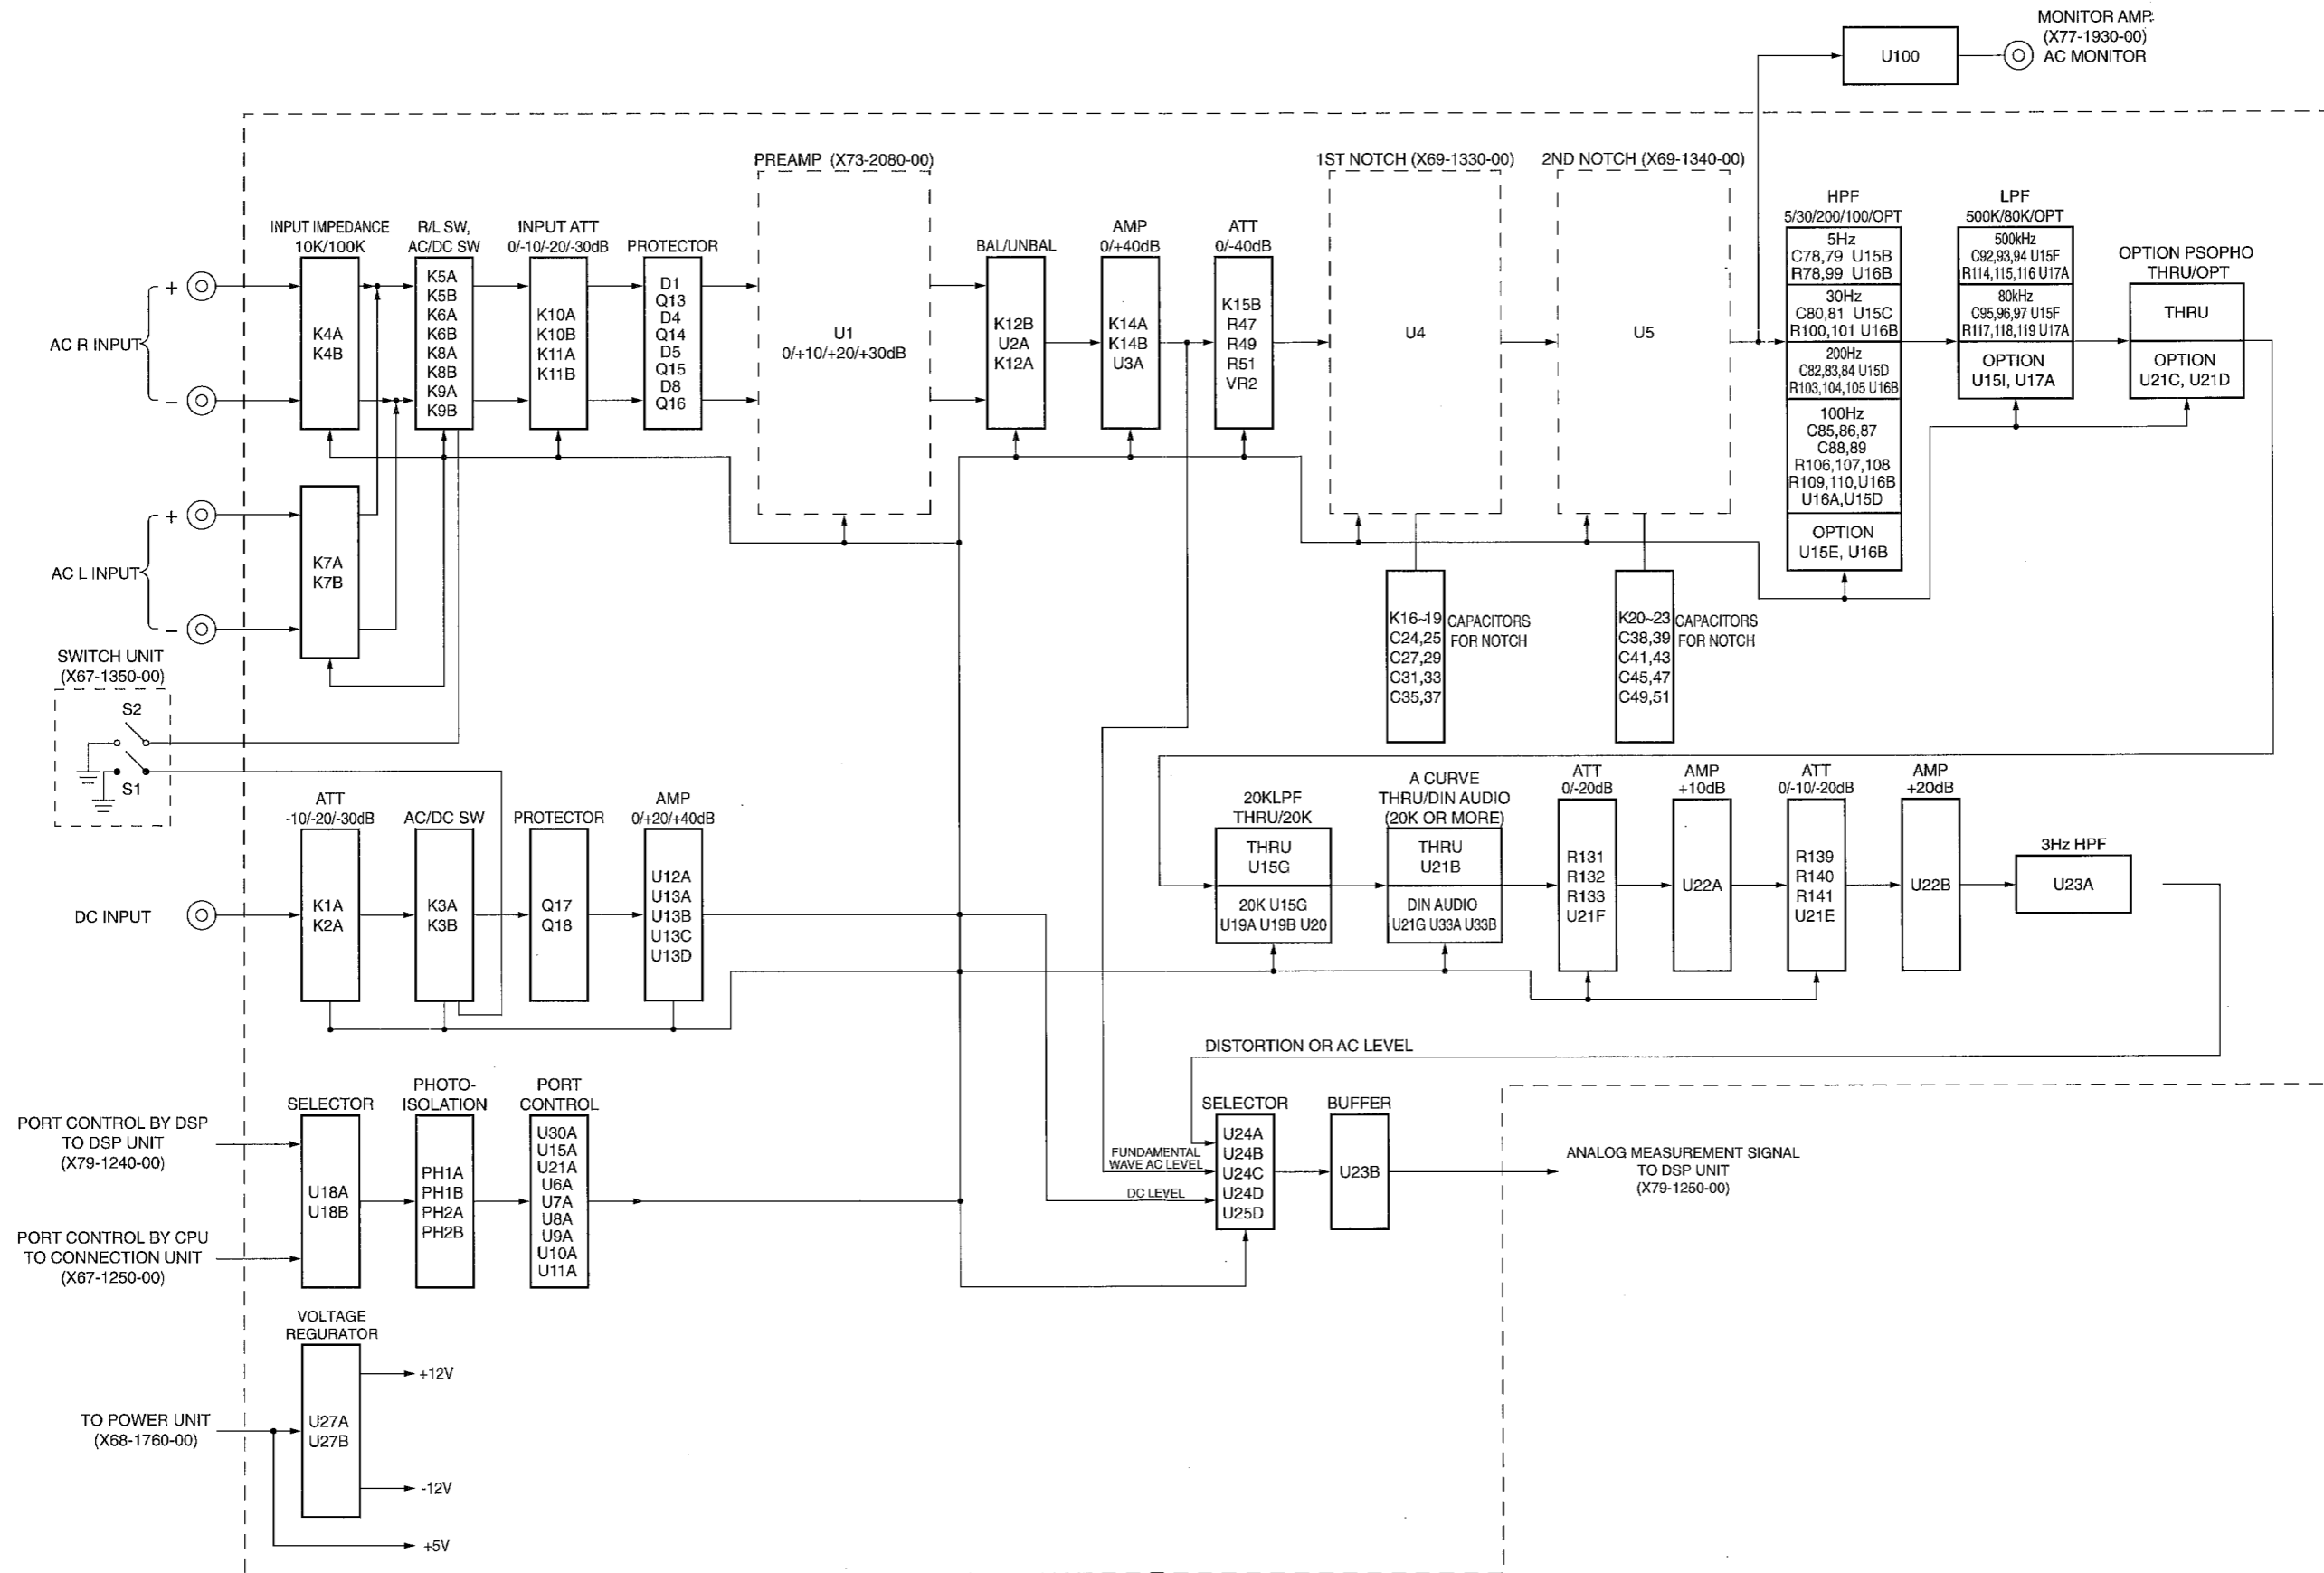 MONITOR AMP.
(X77-1930-00)
U100
AC MONITOR
PREAMP (X73-2080-00)
1ST NOTCH (X69-1330-00)
2ND NOTCH (X69-1340-00)
INPUT IMPEDANCE
10K/100K
R/L SW,
AC/DC SW
INPUT ATT
0/-10/-20/-30dB
PROTECTOR
BAL/UNBAL
AMP
0/+40dB
ATT
0/-40dB
HPF
5/30/200/100/OPT
LPF
500K/80K/OPT
OPTION PSOPHO
THRU/OPT
AC R INPUT
+
−
K4A
K4B
K5A
K5B
K6A
K6B
K8A
K8B
K9A
K9B
K10A
K10B
K11A
K11B
D1
Q13
D4
Q14
D5
Q15
D8
Q16
U1
0/+10/+20/+30dB
K12B
U2A
K12A
K14A
K14B
U3A
K15B
R47
R49
R51
VR2
U4
U5
5Hz
C78,79 U15B
R78,99 U16B
30Hz
C80,81 U15C
R100,101 U16B
200Hz
C82,83,84 U15D
R103,104,105 U16B
100Hz
C85,86,87
C88,89
R106,107,108
R109,110,U16B
U16A,U15D
OPTION
U15E, U16B
500kHz
C92,93,94 U15F
R114,115,116 U17A
80kHz
C95,96,97 U15F
R117,118,119 U17A
OPTION
U15I, U17A
THRU
OPTION
U21C, U21D
AC L INPUT
+
−
K7A
K7B
K16~19
C24,25
C27,29
C31,33
C35,37
CAPACITORS
FOR NOTCH
K20~23
C38,39
C41,43
C45,47
C49,51
CAPACITORS
FOR NOTCH
SWITCH UNIT
(X67-1350-00)
S2
S1
ATT
-10/-20/-30dB
AC/DC SW
PROTECTOR
AMP
0/+20/+40dB
20KLPF
THRU/20K
A CURVE
THRU/DIN AUDIO
(20K OR MORE)
ATT
0/-20dB
AMP
+10dB
ATT
0/-10/-20dB
AMP
+20dB
3Hz HPF
DC INPUT
K1A
K2A
K3A
K3B
Q17
Q18
U12A
U13A
U13B
U13C
U13D
THRU
U15G
20K U15G
U19A U19B U20
THRU
U21B
DIN AUDIO
U21G U33A U33B
R131
R132
R133
U21F
U22A
R139
R140
R141
U21E
U22B
U23A
DISTORTION OR AC LEVEL
SELECTOR
PHOTO-
ISOLATION
PORT
CONTROL
SELECTOR
BUFFER
PORT CONTROL BY DSP
TO DSP UNIT
(X79-1240-00)
PORT CONTROL BY CPU
TO CONNECTION UNIT
(X67-1250-00)
U18A
U18B
PH1A
PH1B
PH2A
PH2B
U30A
U15A
U21A
U6A
U7A
U8A
U9A
U10A
U11A
FUNDAMENTAL
WAVE AC LEVEL
DC LEVEL
U24A
U24B
U24C
U24D
U25D
U23B
ANALOG MEASUREMENT SIGNAL
TO DSP UNIT
(X79-1250-00)
VOLTAGE
REGURATOR
TO POWER UNIT
(X68-1760-00)
U27A
U27B
+12V
-12V
+5V